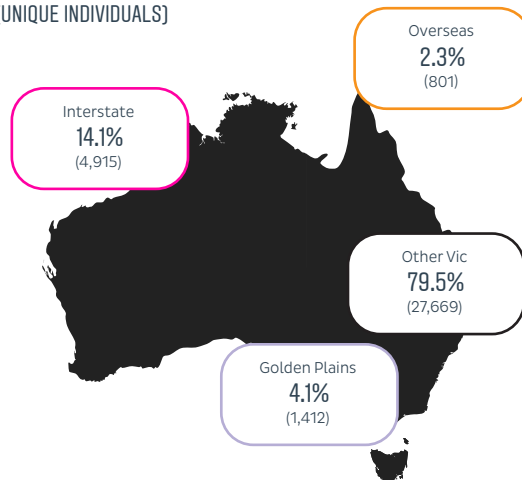 (UNIQUE INDIVIDUALS)
Overseas
2.3%
(801)
Interstate
14.1%
(4,915)
Other Vic
79.5%
(27,669)
Golden Plains
4.1%
(1,412)